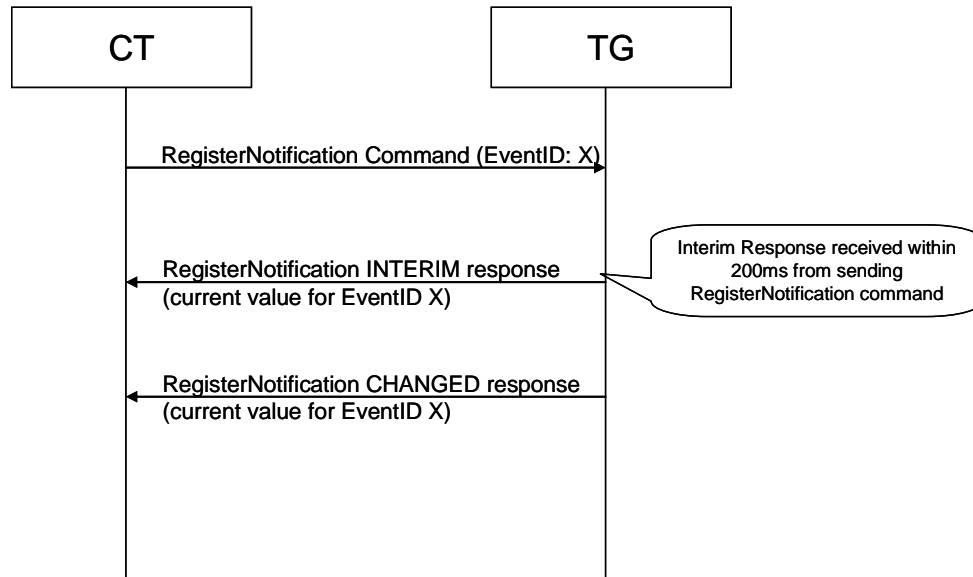 CT
TG
RegisterNotification Command (EventID: X)
Interim Response received within
200ms from sending
RegisterNotification command
RegisterNotification INTERIM response
(current value for EventID X)
RegisterNotification CHANGED response
(current value for EventID X)